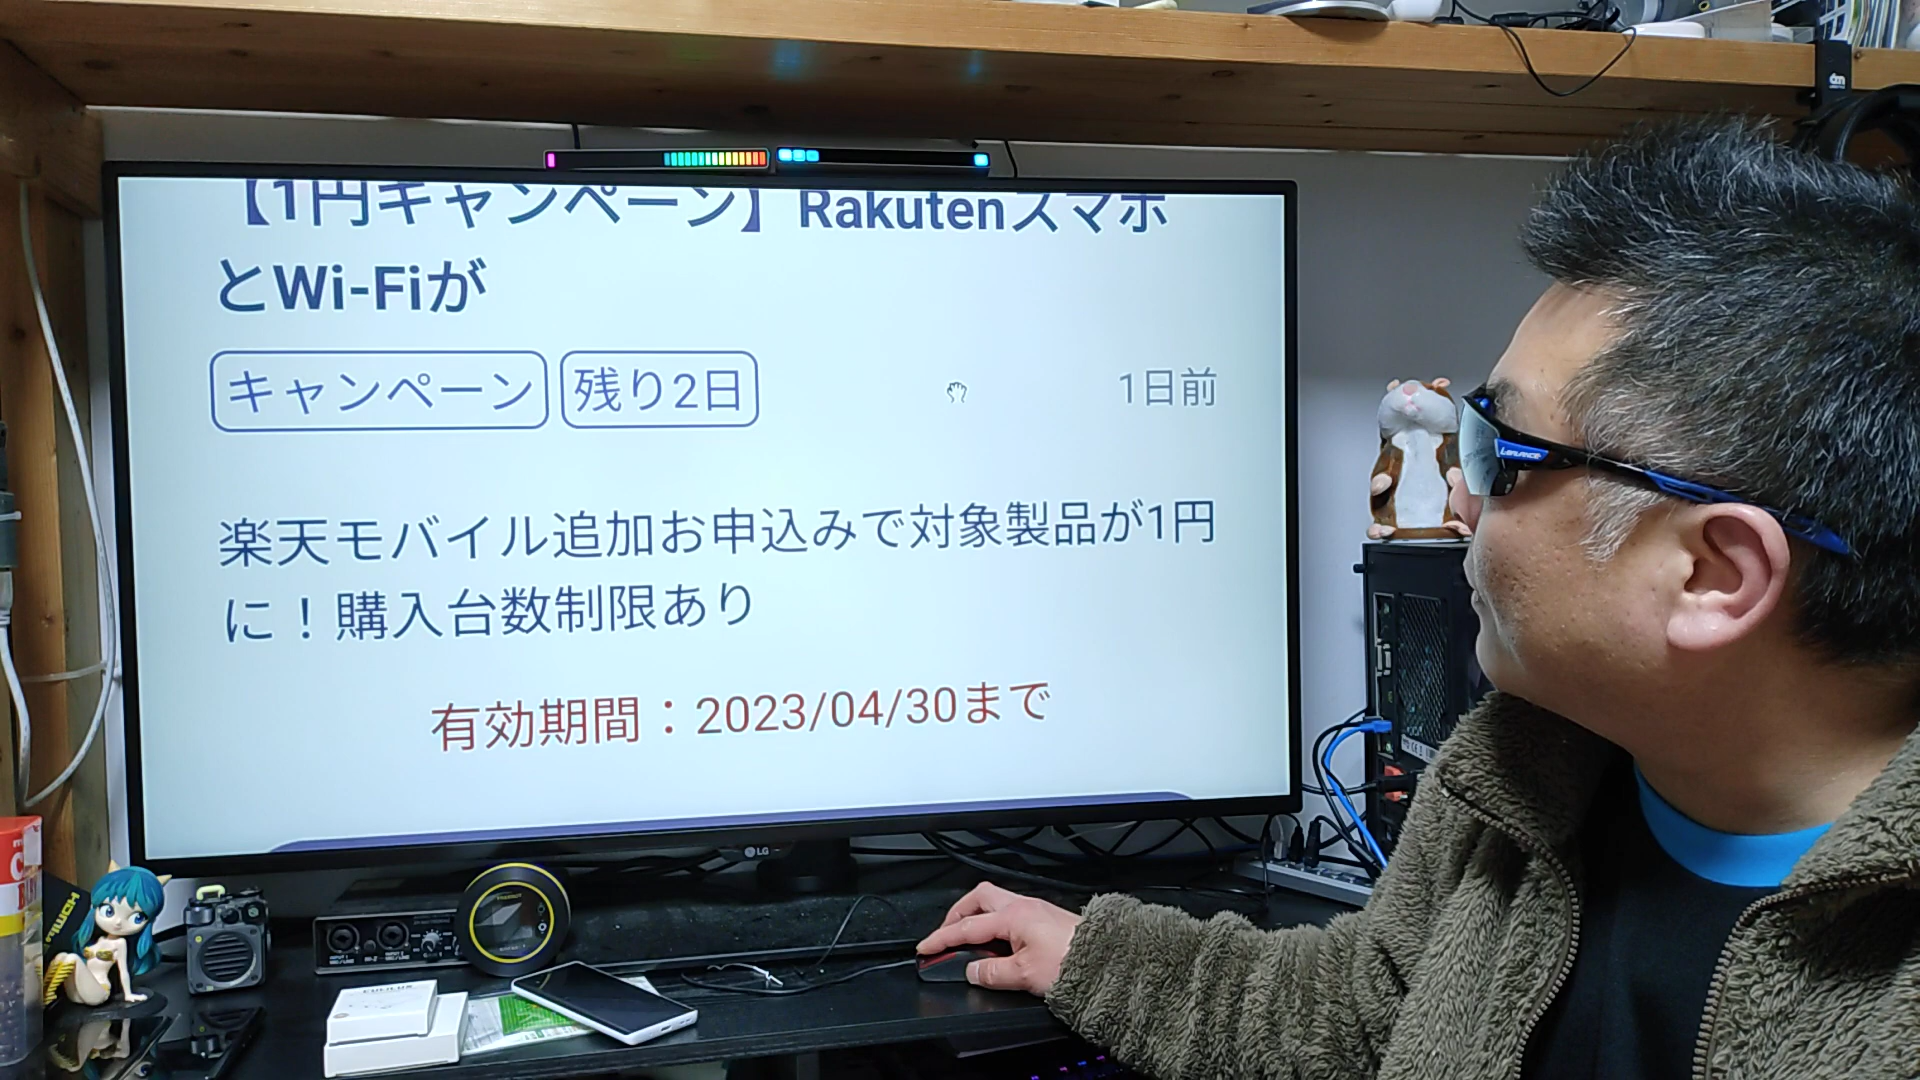 【1円キャンペーン】Rakutenスマホ
とWi-Fiが
キャンペーン
残り2日
1日前
楽天モバイル追加お申込みで対象製品が1円
に！購入台数制限あり
有効期間：2023/04/30まで
LG